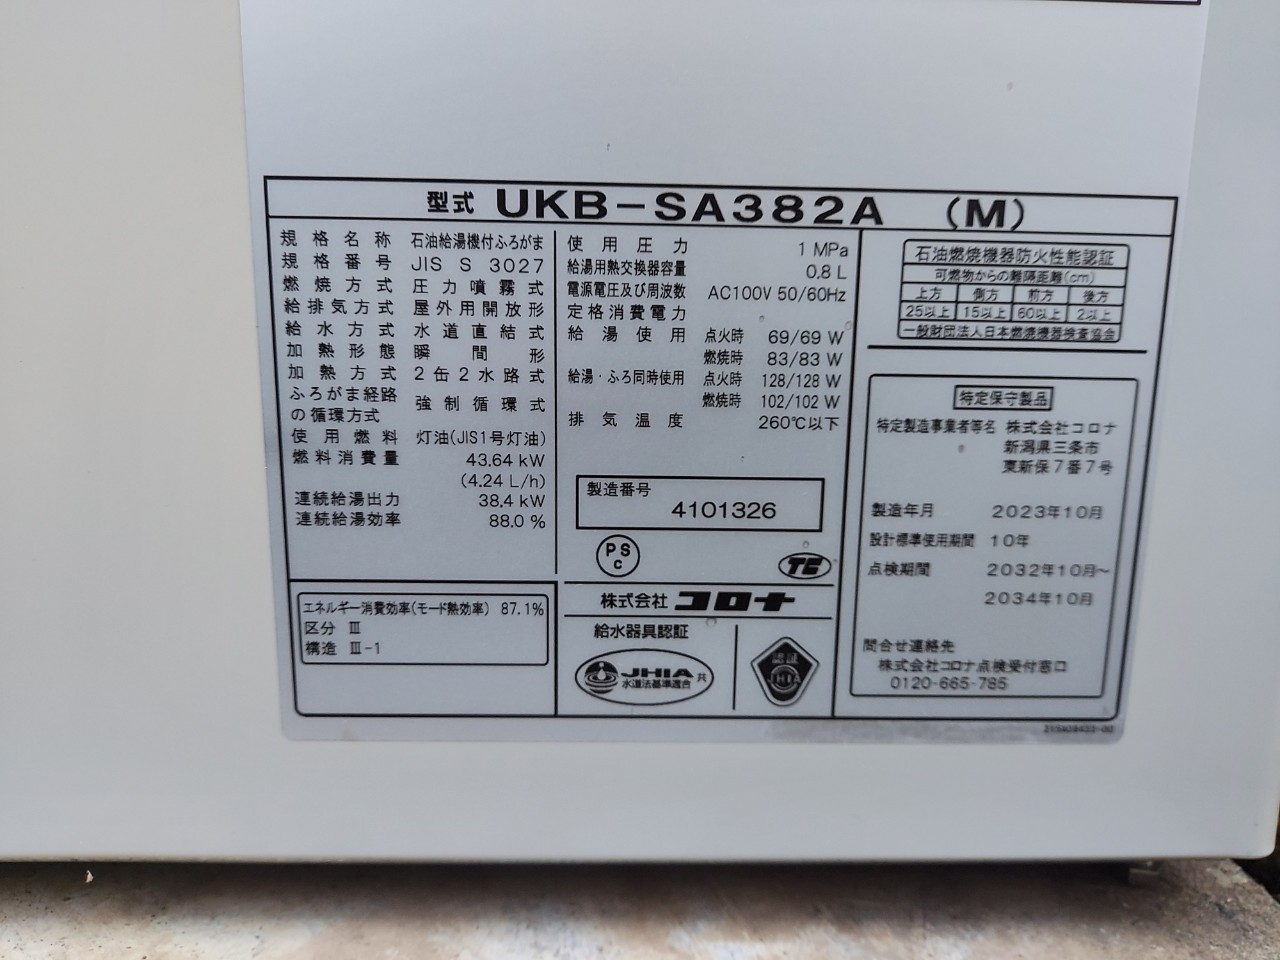 型式 UKB-SA382A (M)
規格名称 石油給湯機付ふろがま
規格番号 JIS S 3027
燃焼方式 圧力噴霧式
給排気方式 屋外用開放形
給水方式 水道直結式
加熱形態 瞬間形
加熱方式 2缶2水路式
ふろがま経路
の循環方式 強制循環式
使用燃料 灯油(JIS1号灯油)
燃料消費量 43.64 kW
(4.24 L/h)
連続給湯出力 38.4 kW
連続給湯効率 88.0 %
エネルギー消費効率(モード熱効率) 87.1%
区分 Ⅲ
構造 Ⅲ-1
使用圧力 1 MPa
給湯用熱交換器容量 0.8 L
電源電圧及び周波数 AC100V 50/60Hz
定格消費電力
給湯使用 点火時 69/69 W
燃焼時 83/83 W
給湯・ふろ同時使用 点火時 128/128 W
燃焼時 102/102 W
排気温度 260℃以下
製造番号
4101326
PS
C
TC
株式会社 コロナ
給水器具認証
JHIA 共
水道法基準適合
認証
JHIA
石油燃焼機器防火性能認証
可燃物からの離隔距離(cm)
上方 側方 前方 後方
25以上 15以上 60以上 2以上
一般財団法人日本燃焼機器検査協会
特定保守製品
特定製造事業者等名 株式会社コロナ
新潟県三条市
東新保7番7号
製造年月 2023年10月
設計標準使用期間 10年
点検期間 2032年10月~
2034年10月
問合せ連絡先
株式会社コロナ点検受付窓口
0120-665-785